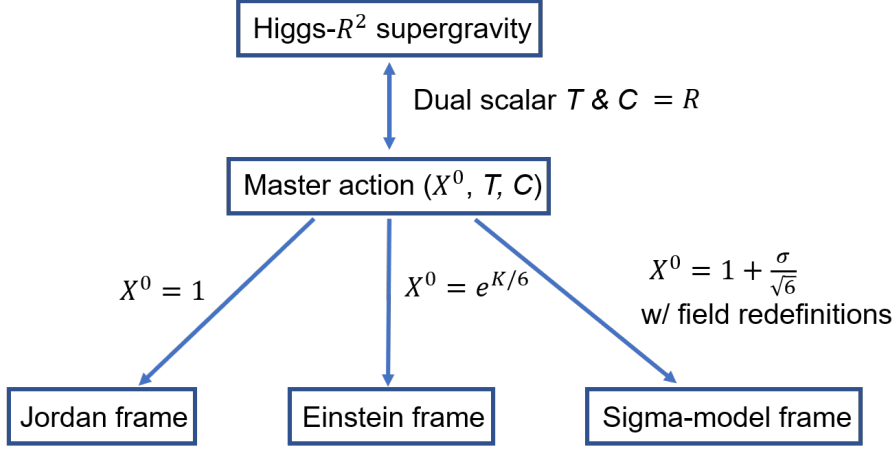 Higgs-R² supergravity
Dual scalar T & C = R
Master action (X⁰, T, C)
X⁰ = 1
X⁰ = e^{K/6}
X⁰ = 1 + σ/√6
w/ field redefinitions
Jordan frame
Einstein frame
Sigma-model frame